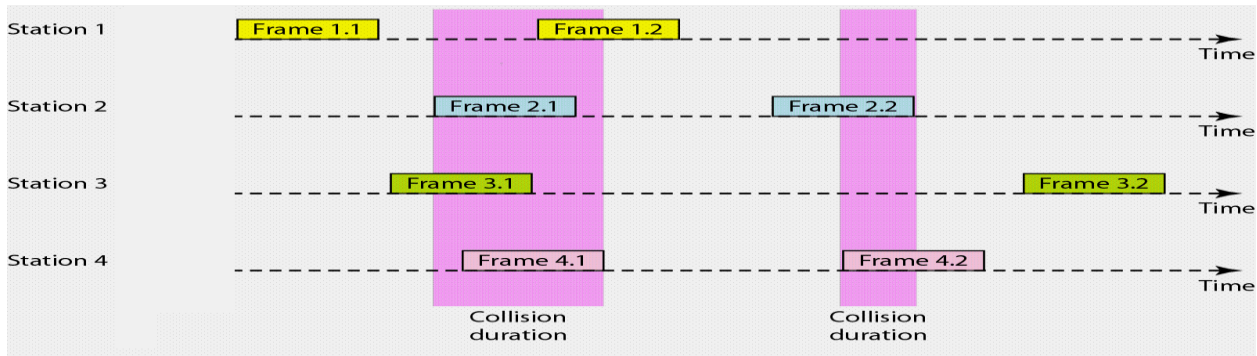 Station 1
Frame 1.1
Frame 1.2
Time
Station 2
Frame 2.1
Frame 2.2
Time
Station 3
Frame 3.1
Frame 3.2
Time
Station 4
Frame 4.1
Frame 4.2
Time
Collision
duration
Collision
duration